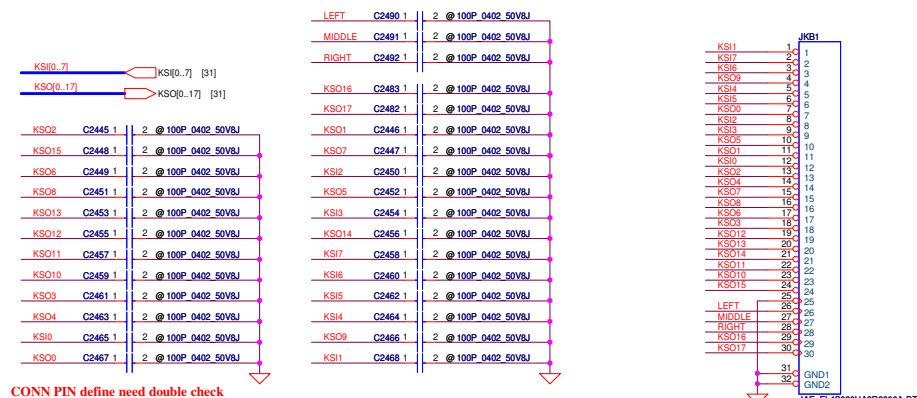 LEFT C2490 1 2 @ 100P_0402_50V8J
MIDDLE C2491 1 2 @ 100P_0402_50V8J
RIGHT C2492 1 2 @ 100P_0402_50V8J
KSI[0..7] KSI[0..7] [31]
KSO[0..17] KSO[0..17] [31]
KSO16 C2483 1 2 @ 100P_0402_50V8J
KSO17 C2482 1 2 @ 100P_0402_50V8J
KSO2 C2445 1 2 @ 100P_0402_50V8J
KSO1 C2446 1 2 @ 100P_0402_50V8J
KSO15 C2448 1 2 @ 100P_0402_50V8J
KSO7 C2447 1 2 @ 100P_0402_50V8J
KSO6 C2449 1 2 @ 100P_0402_50V8J
KSI2 C2450 1 2 @ 100P_0402_50V8J
KSO8 C2451 1 2 @ 100P_0402_50V8J
KSO5 C2452 1 2 @ 100P_0402_50V8J
KSO13 C2453 1 2 @ 100P_0402_50V8J
KSI3 C2454 1 2 @ 100P_0402_50V8J
KSO12 C2455 1 2 @ 100P_0402_50V8J
KSO14 C2456 1 2 @ 100P_0402_50V8J
KSO11 C2457 1 2 @ 100P_0402_50V8J
KSI7 C2458 1 2 @ 100P_0402_50V8J
KSO10 C2459 1 2 @ 100P_0402_50V8J
KSI6 C2460 1 2 @ 100P_0402_50V8J
KSO3 C2461 1 2 @ 100P_0402_50V8J
KSI5 C2462 1 2 @ 100P_0402_50V8J
KSO4 C2463 1 2 @ 100P_0402_50V8J
KSI4 C2464 1 2 @ 100P_0402_50V8J
KSI0 C2465 1 2 @ 100P_0402_50V8J
KSO9 C2466 1 2 @ 100P_0402_50V8J
KSO0 C2467 1 2 @ 100P_0402_50V8J
KSI1 C2468 1 2 @ 100P_0402_50V8J
CONN PIN define need double check
JKB1
KSI1 1 1
KSI7 2 2
KSI6 3 3
KSO9 4 4
KSI4 5 5
KSI5 6 6
KSO0 7 7
KSI2 8 8
KSI3 9 9
KSO5 10 10
KSO1 11 11
KSI0 12 12
KSO2 13 13
KSO4 14 14
KSO7 15 15
KSO8 16 16
KSO6 17 17
KSO3 18 18
KSO12 19 19
KSO13 20 20
KSO14 21 21
KSO11 22 22
KSO10 23 23
KSO15 24 24
25 25
LEFT 26 26
MIDDLE 27 27
RIGHT 28 28
KSO16 29 29
KSO17 30 30
31 GND1
32 GND2